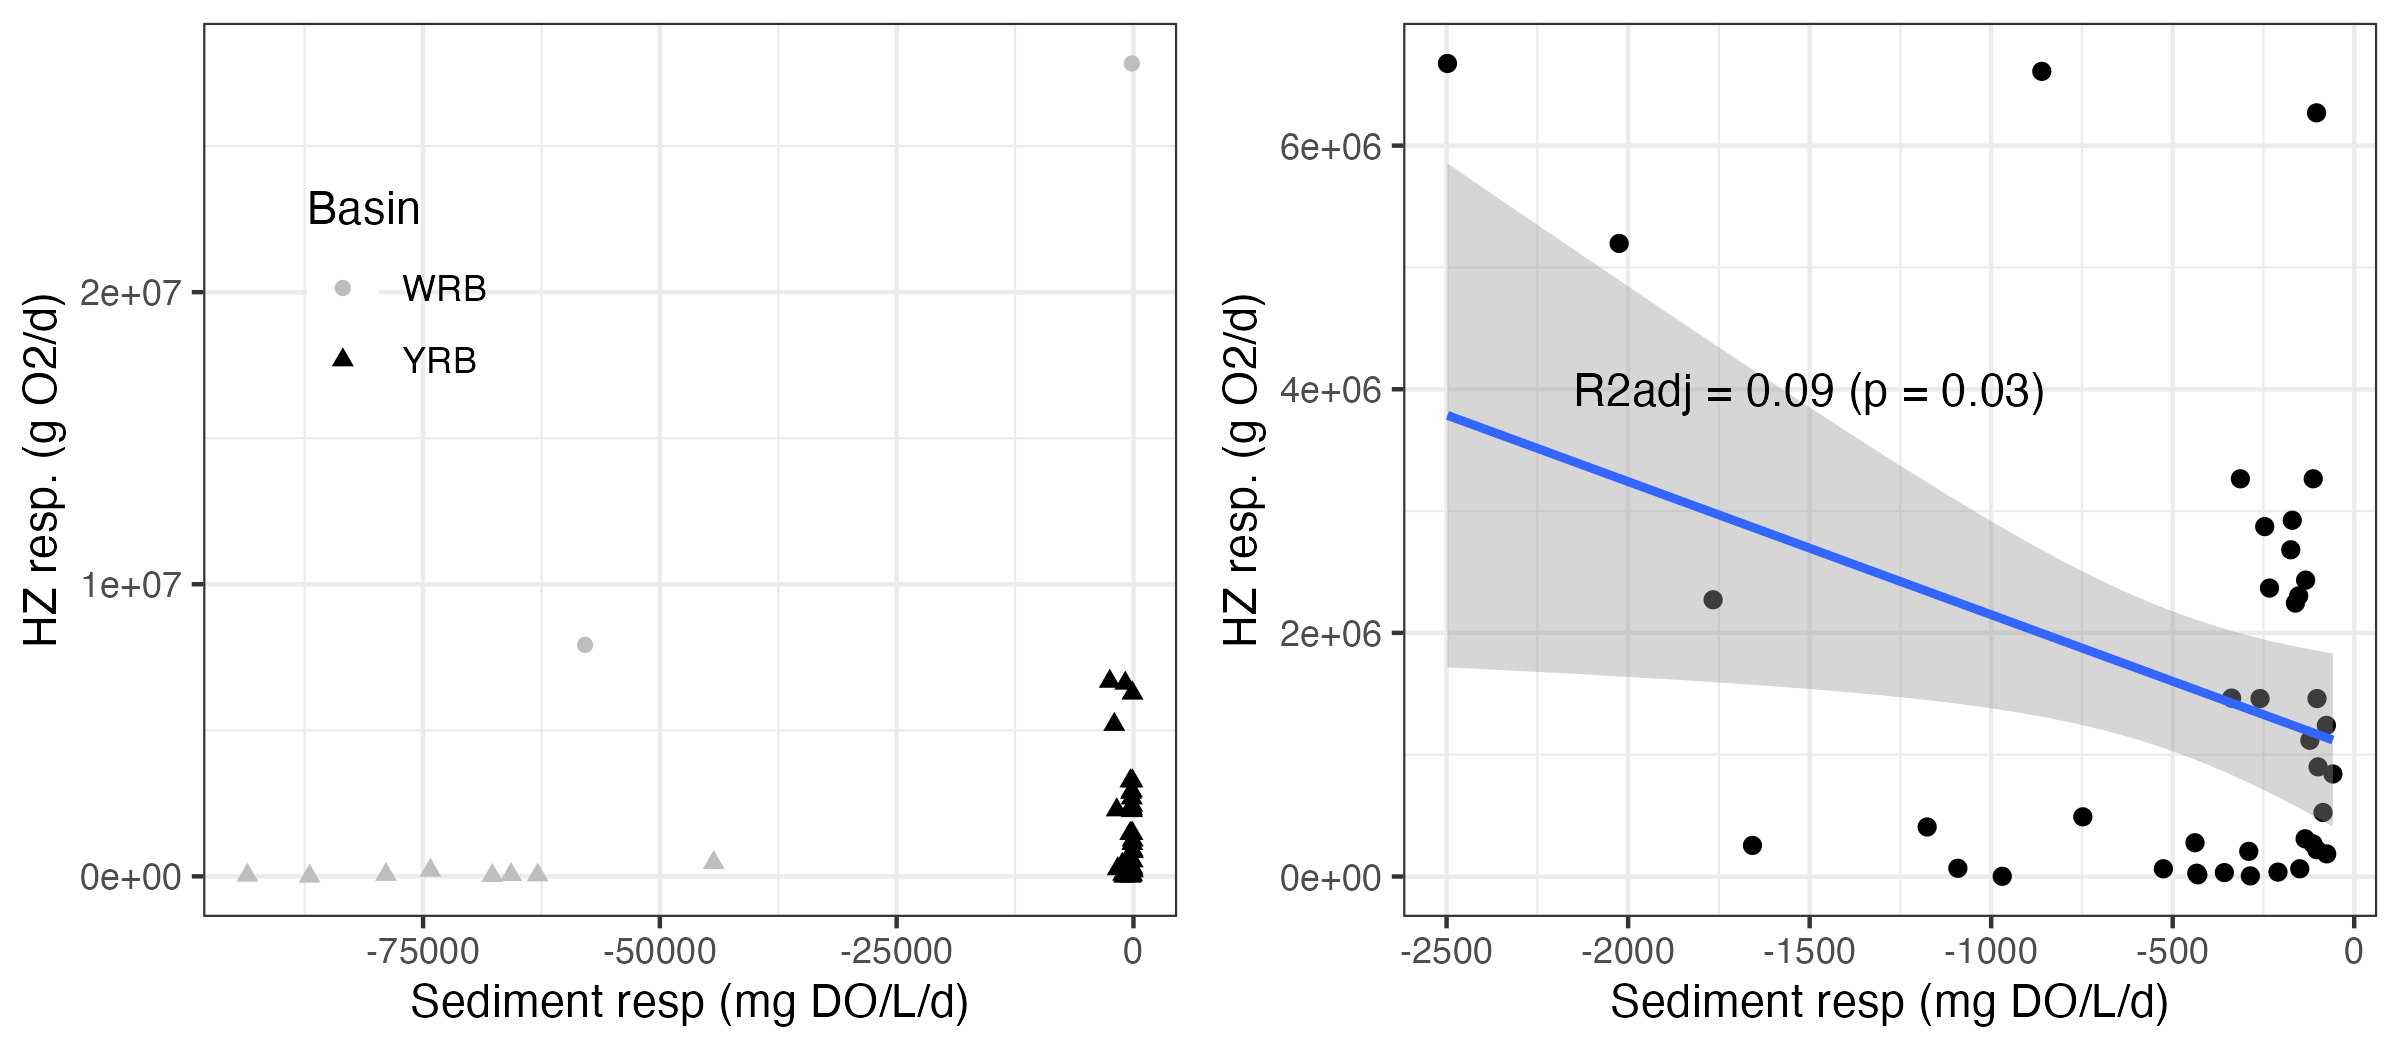 HZ resp. (g O2/d)
2e+07
1e+07
0e+00
Basin
WRB
YRB
-75000 -50000 -25000 0
Sediment resp (mg DO/L/d)
HZ resp. (g O2/d)
6e+06
4e+06
2e+06
0e+00
R2adj = 0.09 (p = 0.03)
-2500 -2000 -1500 -1000 -500 0
Sediment resp (mg DO/L/d)